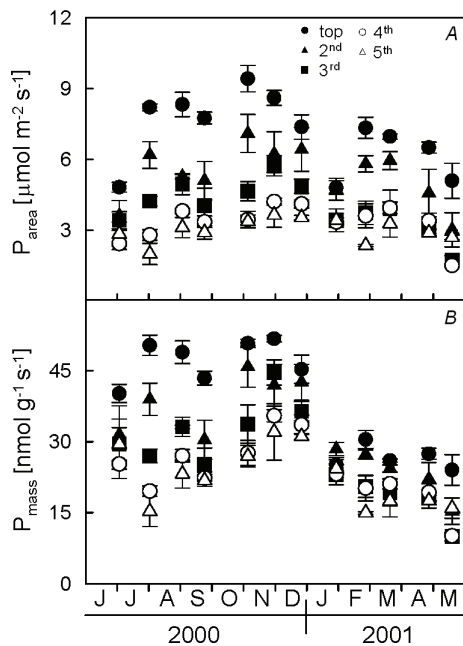 12
A
top
2nd
3rd
4th
5th
9
6
3
Parea [µmol m-2 s-1]
B
45
30
15
0
Pmass [nmol g-1 s-1]
J J A S O N D J F M A M
2000 2001